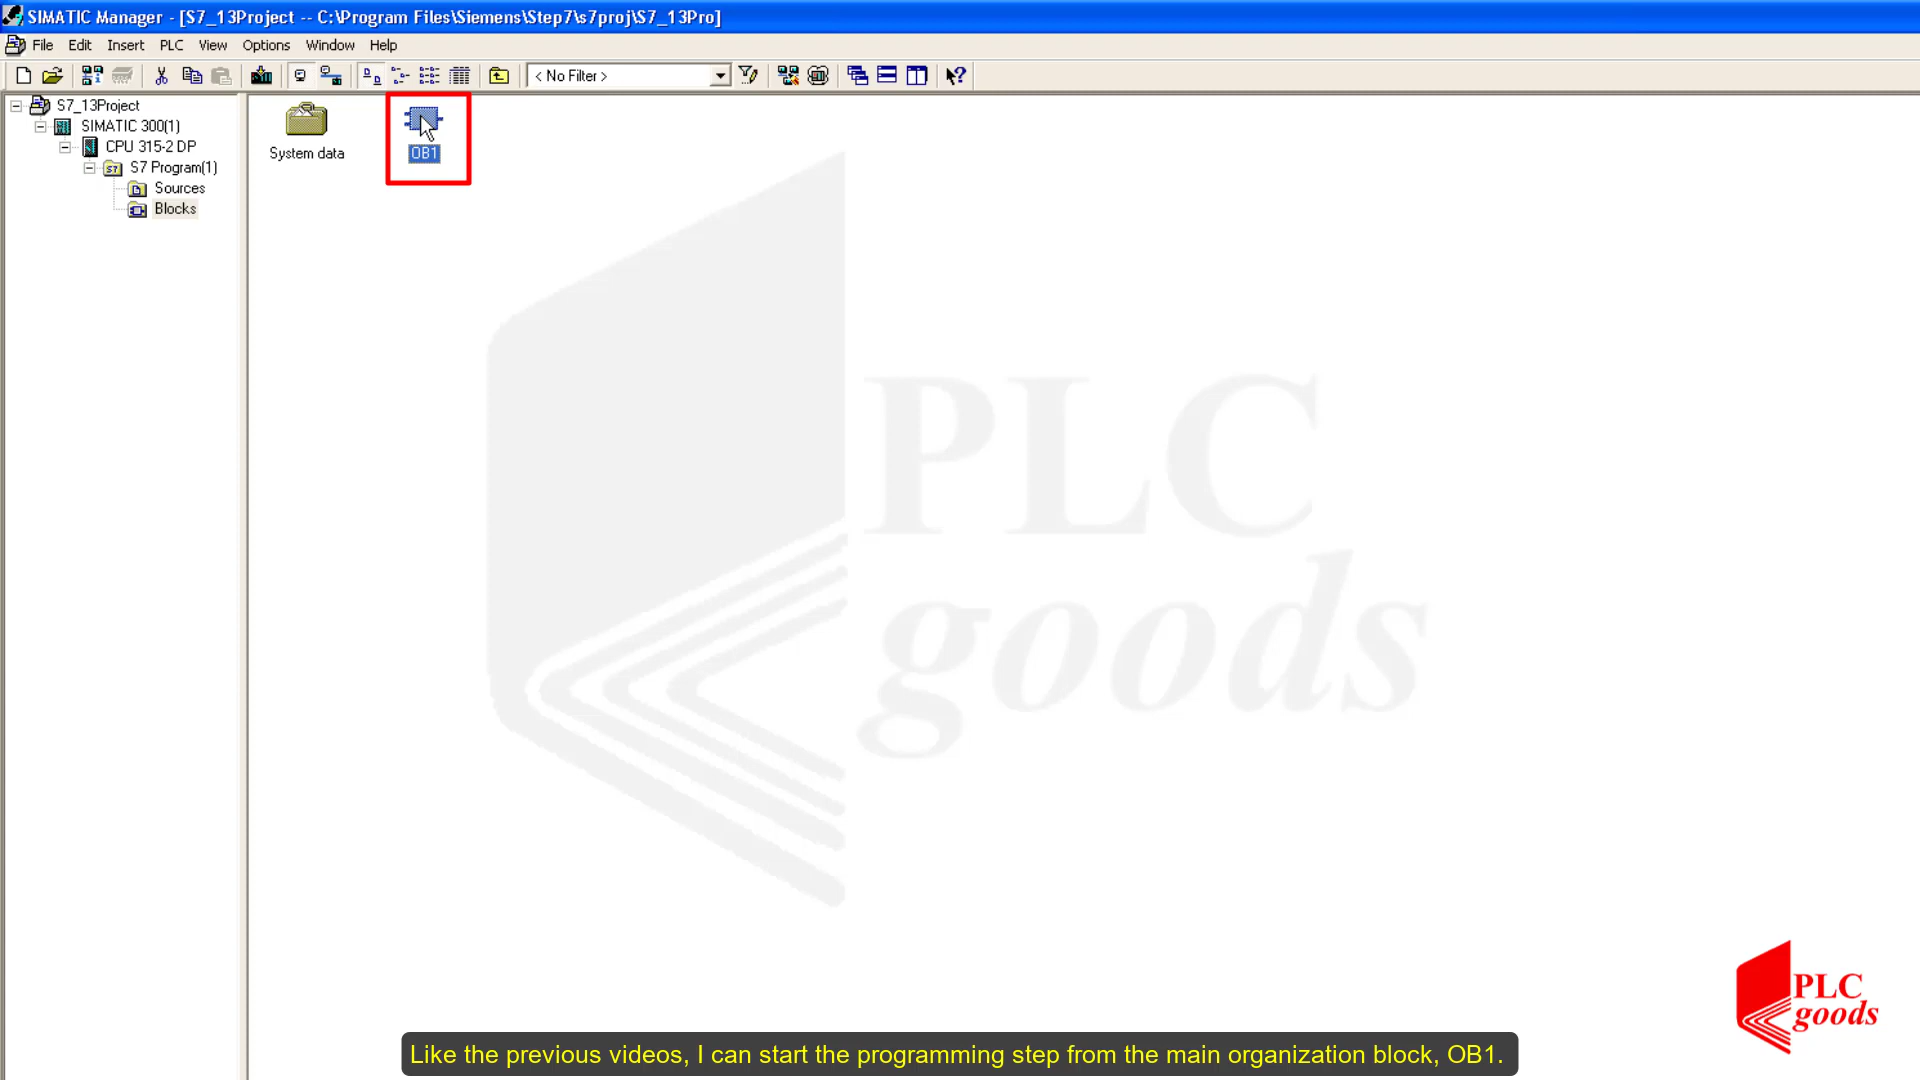 SIMATIC Manager - [S7_13Project -- C:\Program Files\Siemens\Step7\s7proj\S7_13Pro]
File Edit Insert PLC View Options Window Help
< No Filter >
S7_13Project
SIMATIC 300(1)
CPU 315-2 DP
S7 Program(1)
Sources
Blocks
System data
OB1
PLC
goods
PLC
goods
Like the previous videos, I can start the programming step from the main organization block, OB1.